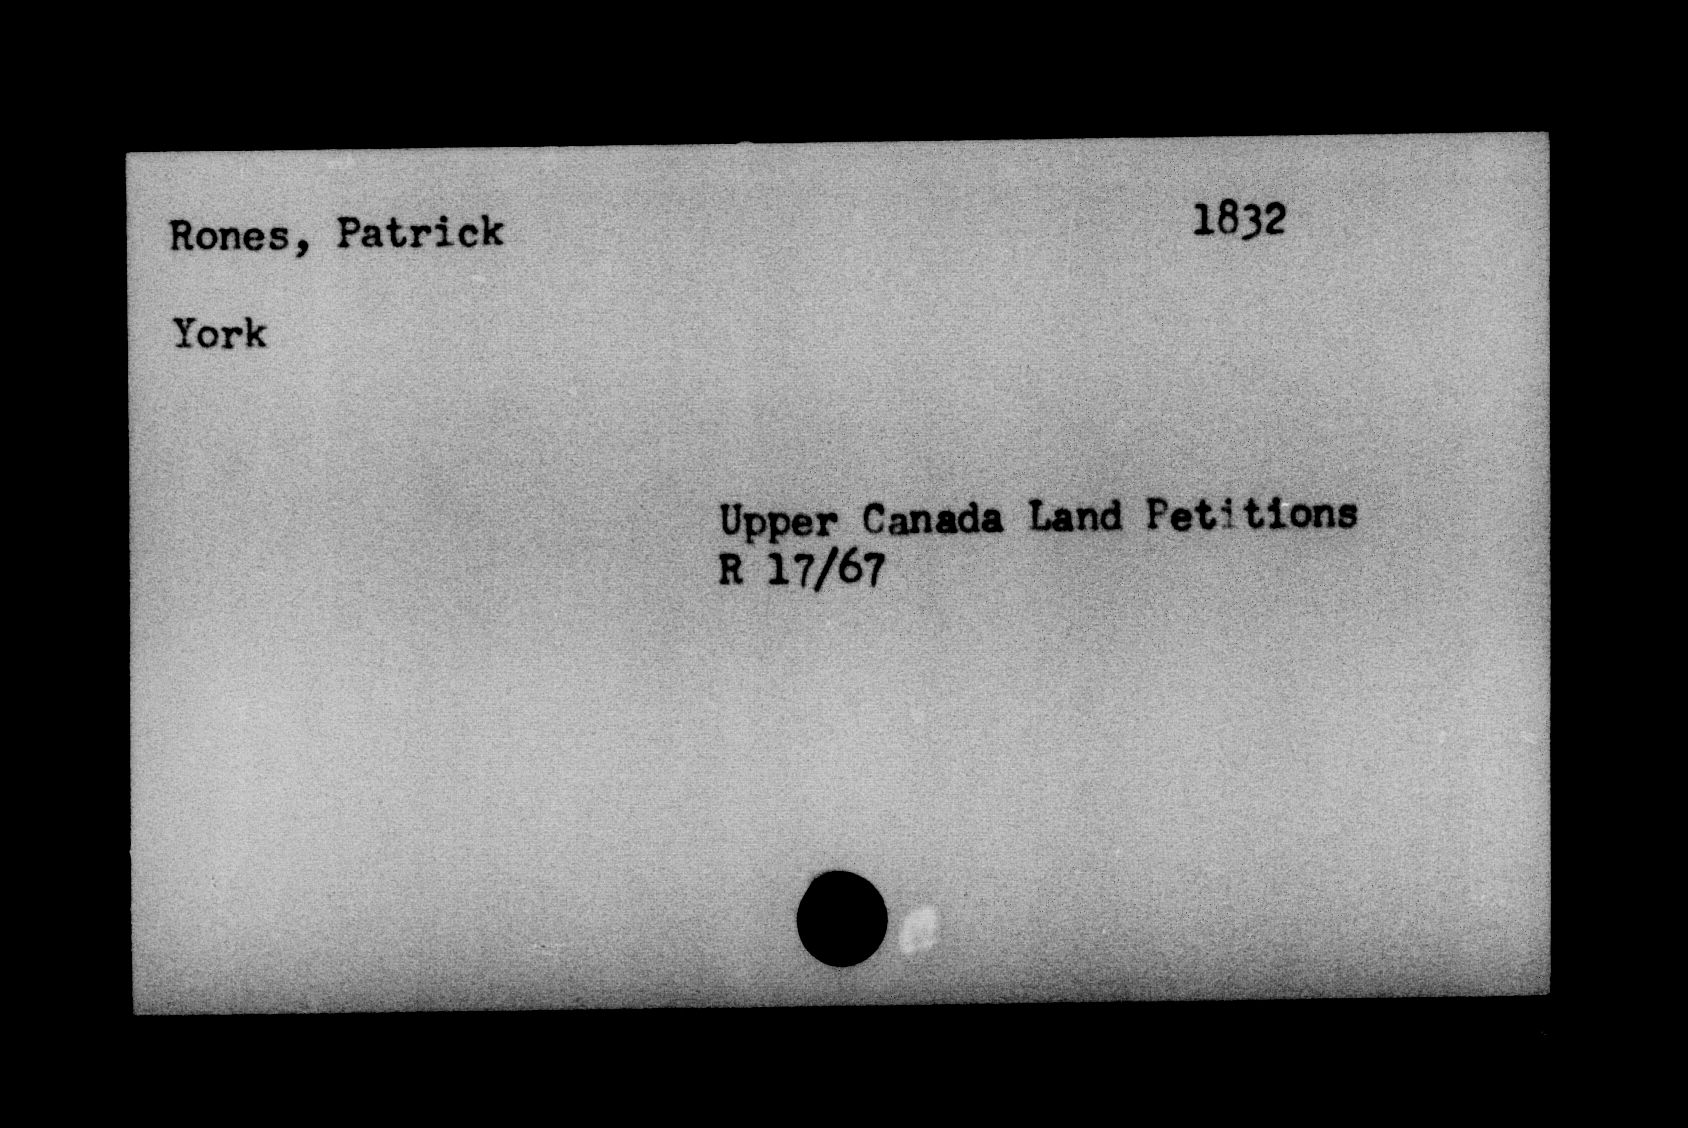 Rones, Patrick 1832
York
Upper Canada Land Petitions
R 17/67